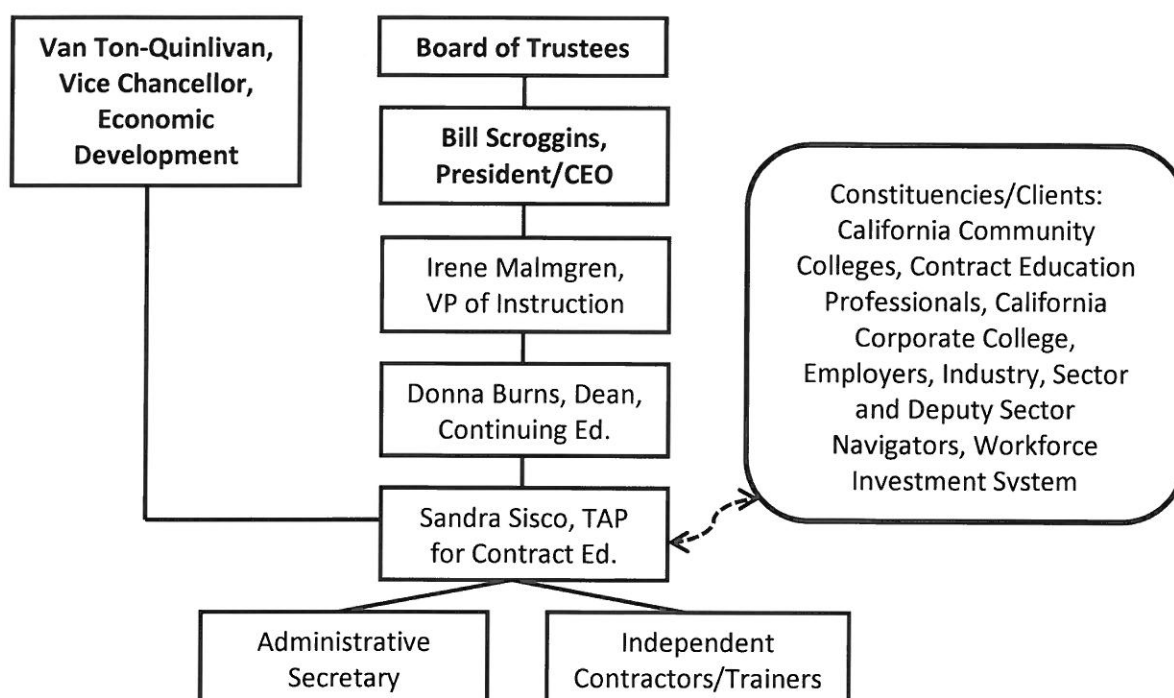 Van Ton-Quinlivan,
Vice Chancellor,
Economic
Development
Board of Trustees
Bill Scroggins,
President/CEO
Irene Malmgren,
VP of Instruction
Donna Burns, Dean,
Continuing Ed.
Sandra Sisco, TAP
for Contract Ed.
Administrative
Secretary
Independent
Contractors/Trainers
Constituencies/Clients:
California Community
Colleges, Contract Education
Professionals, California
Corporate College,
Employers, Industry, Sector
and Deputy Sector
Navigators, Workforce
Investment System